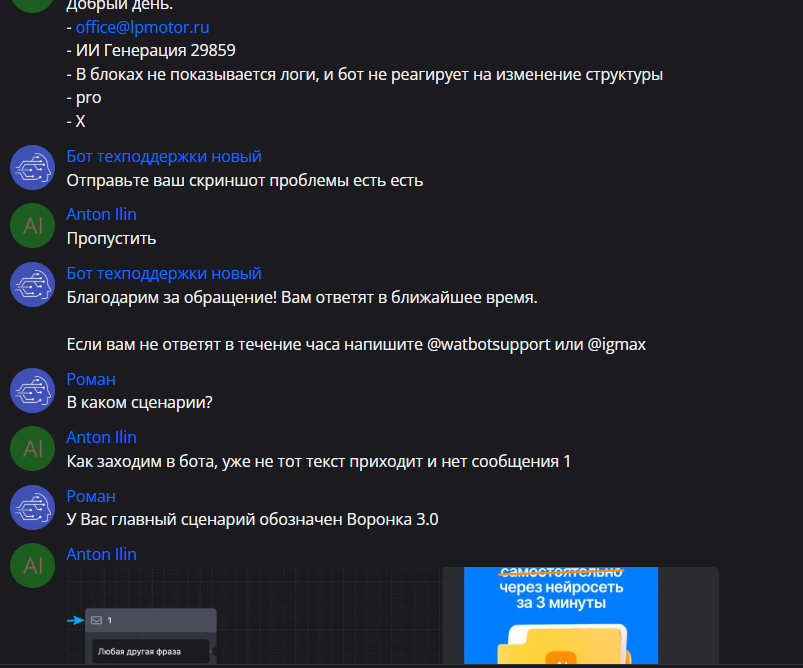 Добрый день.
- office@lpmotor.ru
- ИИ Генерация 29859
- В блоках не показывается логи, и бот не реагирует на изменение структуры
- pro
- X
Бот техподдержки новый
Отправьте ваш скриншот проблемы есть есть
AI
Anton Ilin
Пропустить
Бот техподдержки новый
Благодарим за обращение! Вам ответят в ближайшее время.
Если вам не ответят в течение часа напишите @watbotsupport или @igmax
Роман
В каком сценарии?
AI
Anton Ilin
Как заходим в бота, уже не тот текст приходит и нет сообщения 1
Роман
У Вас главный сценарий обозначен Воронка 3.0
AI
Anton Ilin
1
Любая другая фраза
самостоятельно
через нейросеть
за 3 минуты